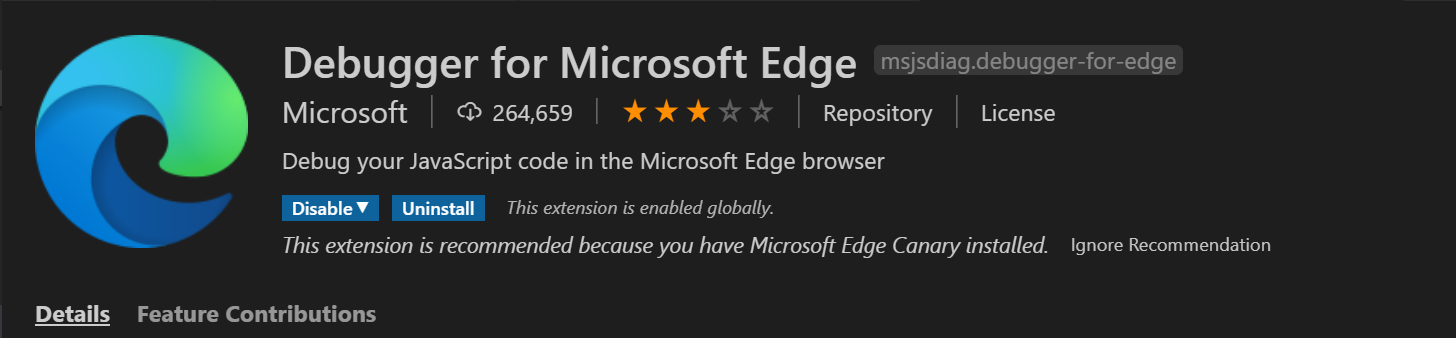 Debugger for Microsoft Edge msjsdiag.debugger-for-edge
Microsoft 264,659 Repository License
Debug your JavaScript code in the Microsoft Edge browser
Disable Uninstall This extension is enabled globally.
This extension is recommended because you have Microsoft Edge Canary installed. Ignore Recommendation
Details Feature Contributions